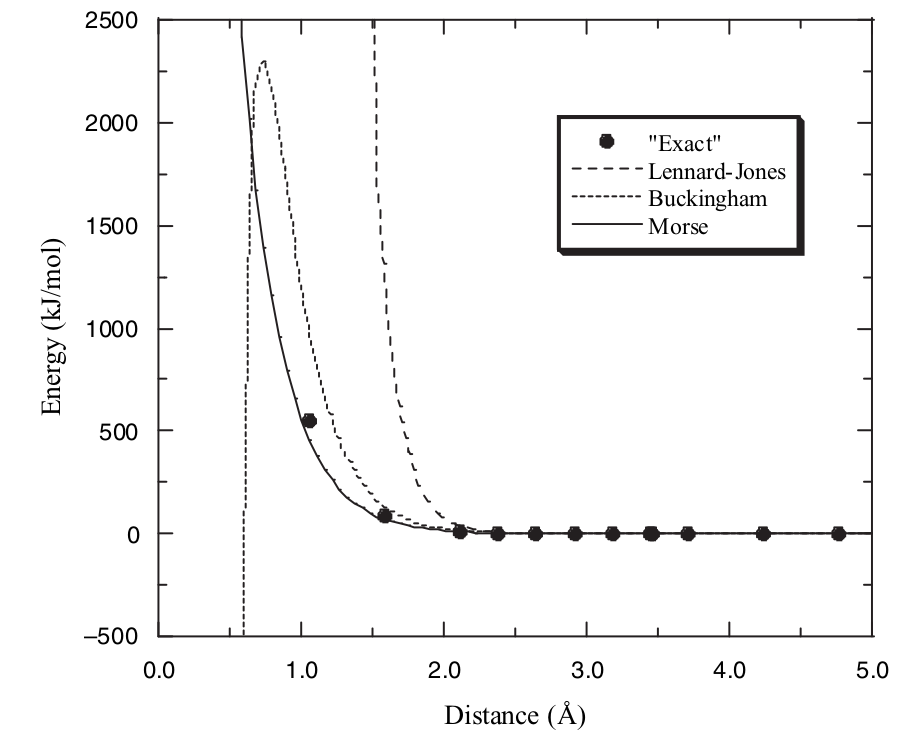 2500
2000
1500
1000
500
0
−500
Energy (kJ/mol)
"Exact"
Lennard-Jones
Buckingham
Morse
0.0 1.0 2.0 3.0 4.0 5.0
Distance (Å)